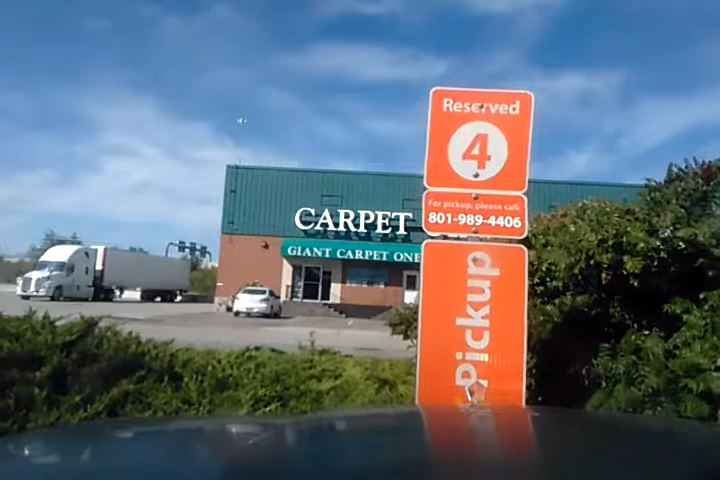 Reserved
4
For pickup, please call:
801-989-4406
Pickup
CARPET
GIANT CARPET ONE